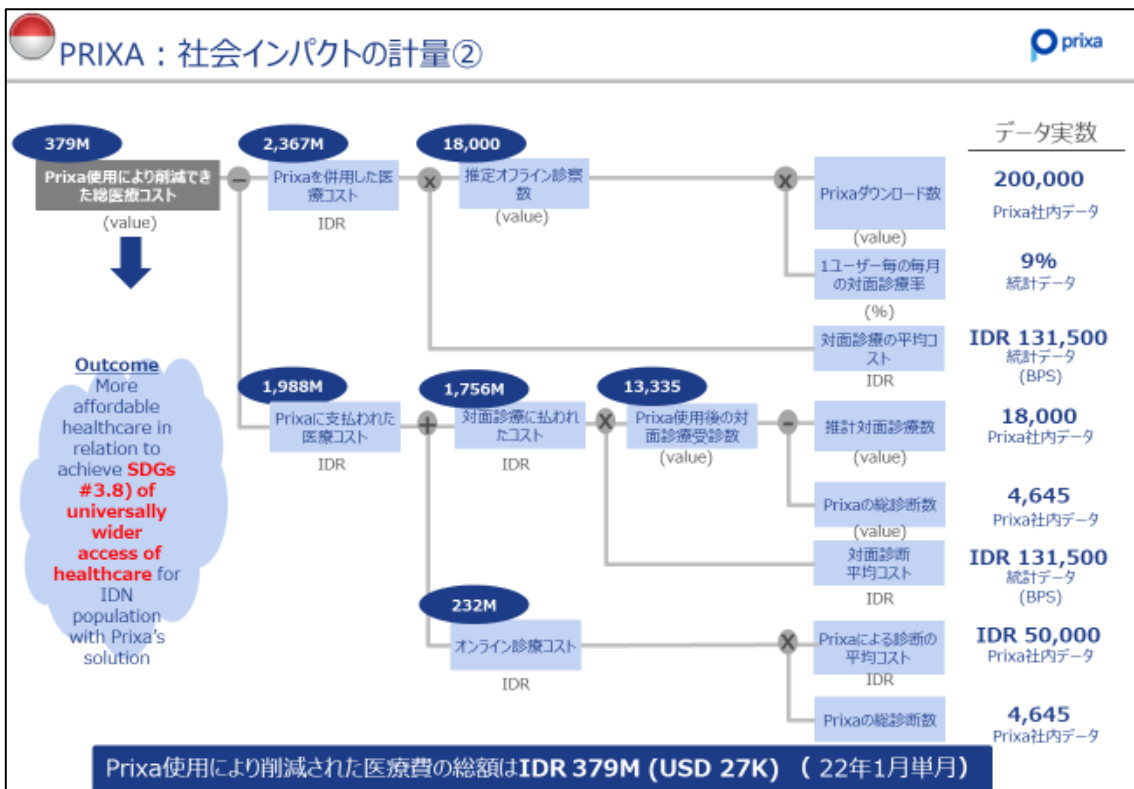 PRIXA：社会インパクトの計量②
prixa
データ実数
379M
Prixa使用により削減でき
た総医療コスト
(value)
2,367M
Prixaを併用した医
療コスト
IDR
18,000
推定オフライン診察
数
(value)
Prixaダウンロード数
(value)
200,000
Prixa社内データ
1ユーザー毎の毎月
の対面診療率
(%)
9%
統計データ
対面診療の平均コ
スト
IDR
IDR 131,500
統計データ
(BPS)
Outcome
More
affordable
healthcare in
relation to
achieve SDGs
#3.8) of
universally
wider
access of
healthcare for
IDN
population
with Prixa's
solution
1,988M
Prixaに支払われた
医療コスト
IDR
1,756M
対面診療に払わ
れたコスト
IDR
13,335
Prixa使用後の対
面診療受診数
(value)
推計対面診療数
(value)
18,000
Prixa社内データ
Prixaの総診断数
(value)
4,645
Prixa社内データ
対面診断
平均コスト
IDR
IDR 131,500
統計データ
(BPS)
232M
オンライン診療コスト
IDR
Prixaによる診断の
平均コスト
IDR
IDR 50,000
Prixa社内データ
Prixaの総診断数
4,645
Prixa社内データ
Prixa使用により削減された医療費の総額はIDR 379M (USD 27K) （ 22年1月単月）